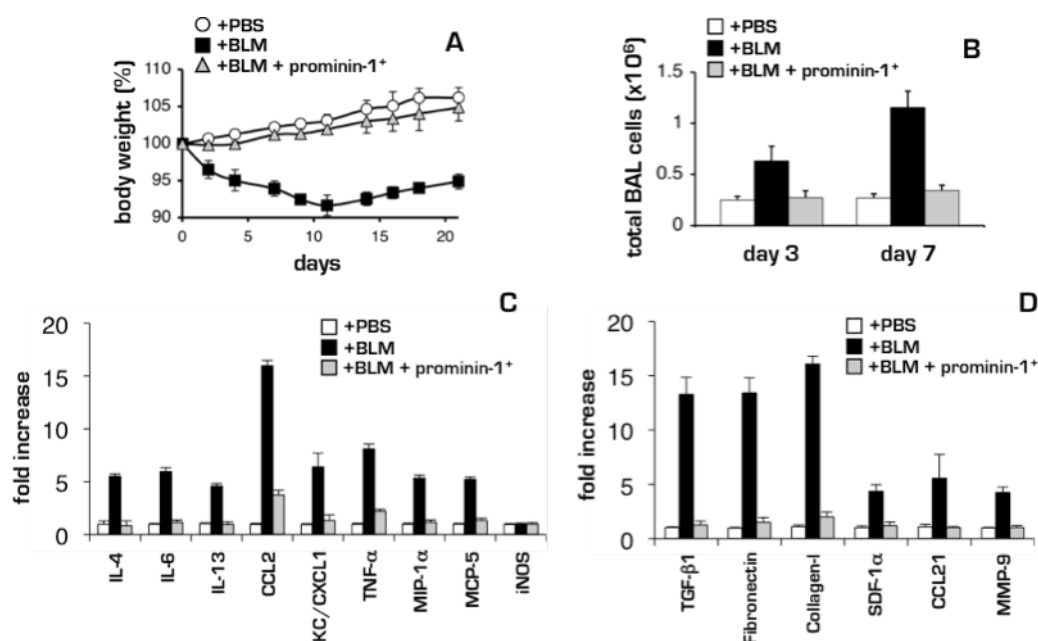 +PBS
+BLM
+BLM + prominin-1⁺
A
body weight (%)
110
105
100
95
90
0
5
10
15
20
days
+PBS
+BLM
+BLM + prominin-1⁺
B
total BAL cells (x10⁶)
1.5
1
0.5
0
day 3
day 7
C
+PBS
+BLM
+BLM + prominin-1⁺
fold increase
20
15
10
5
0
IL-4
IL-6
IL-13
CCL2
KC/CXCL1
TNF-α
MIP-1α
MCP-5
iNOS
D
+PBS
+BLM
+BLM + prominin-1⁺
fold increase
20
15
10
5
0
TGF-β1
Fibronectin
Collagen-I
SDF-1α
CCL21
MMP-9